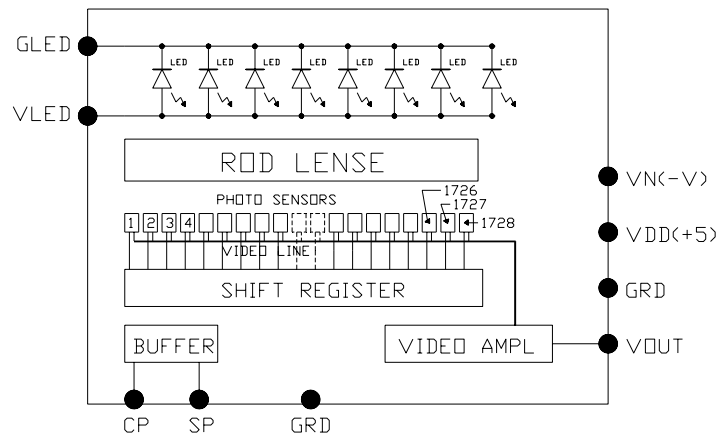 GLED
LED LED LED LED LED LED LED LED
VLED
ROD LENSE
VN(-V)
1726
PHOTO SENSORS
1727
1 2 3 4
1728
VDD(+5)
VIDEO LINE
SHIFT REGISTER
GRD
BUFFER
VIDEO AMPL
VOUT
CP SP GRD